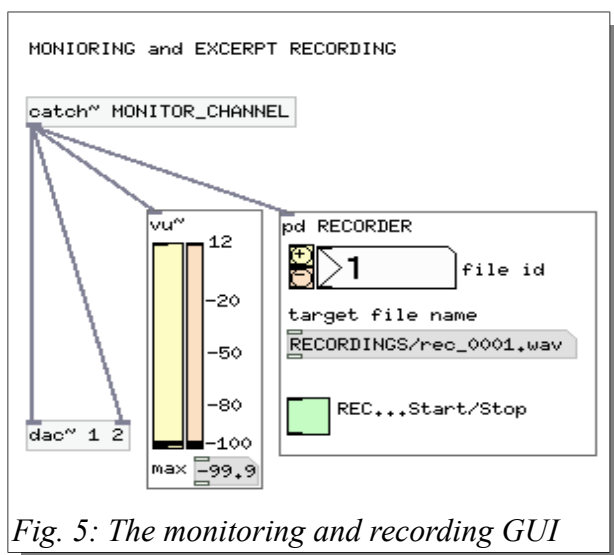 MONIORING and EXCERPT RECORDING
catch~ MONITOR_CHANNEL
vu~
12
-20
-50
-80
-100
max -99.9
pd RECORDER
+
-
1
file id
target file name
RECORDINGS/rec_0001.wav
REC...Start/Stop
dac~ 1 2
Fig. 5: The monitoring and recording GUI